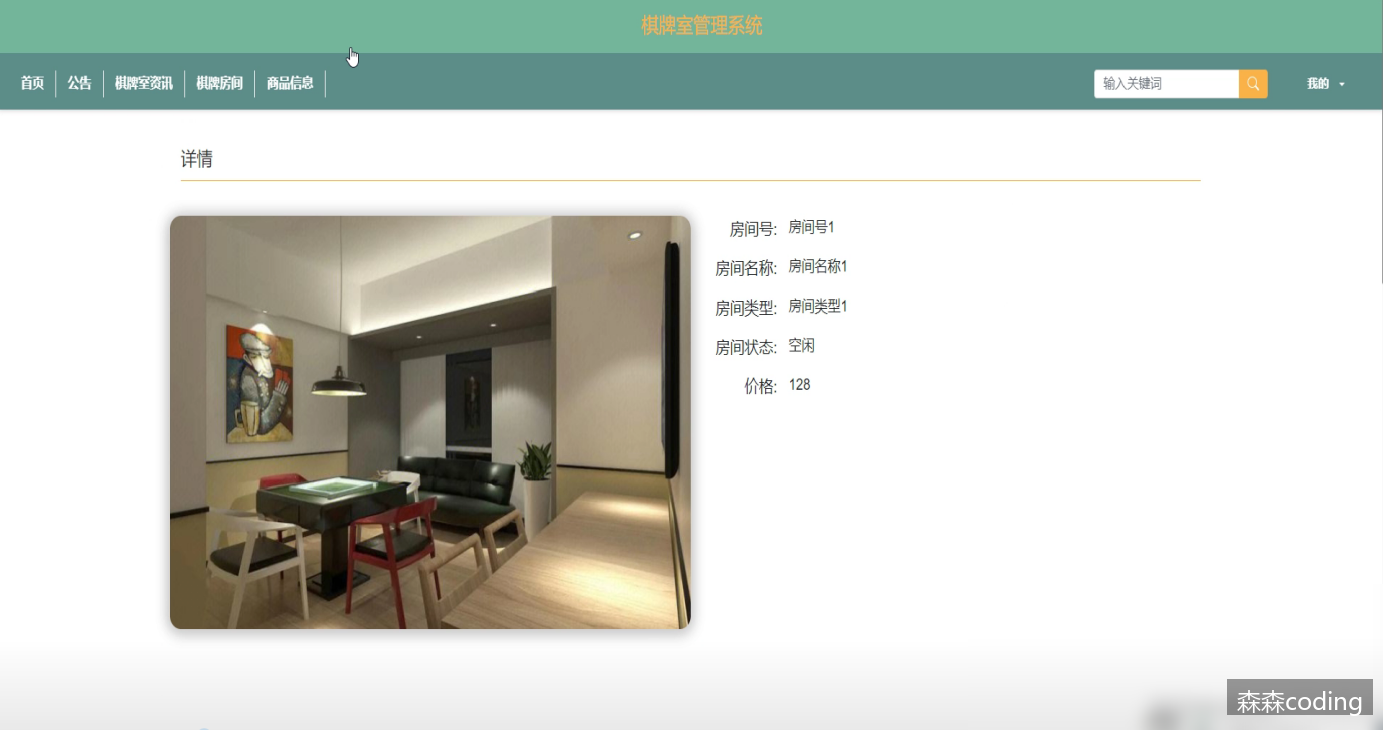 棋牌室管理系统
首页 公告 棋牌室资讯 棋牌房间 商品信息 输入关键词 我的
详情
房间号: 房间号1
房间名称: 房间名称1
房间类型: 房间类型1
房间状态: 空闲
价格: 128
森森coding